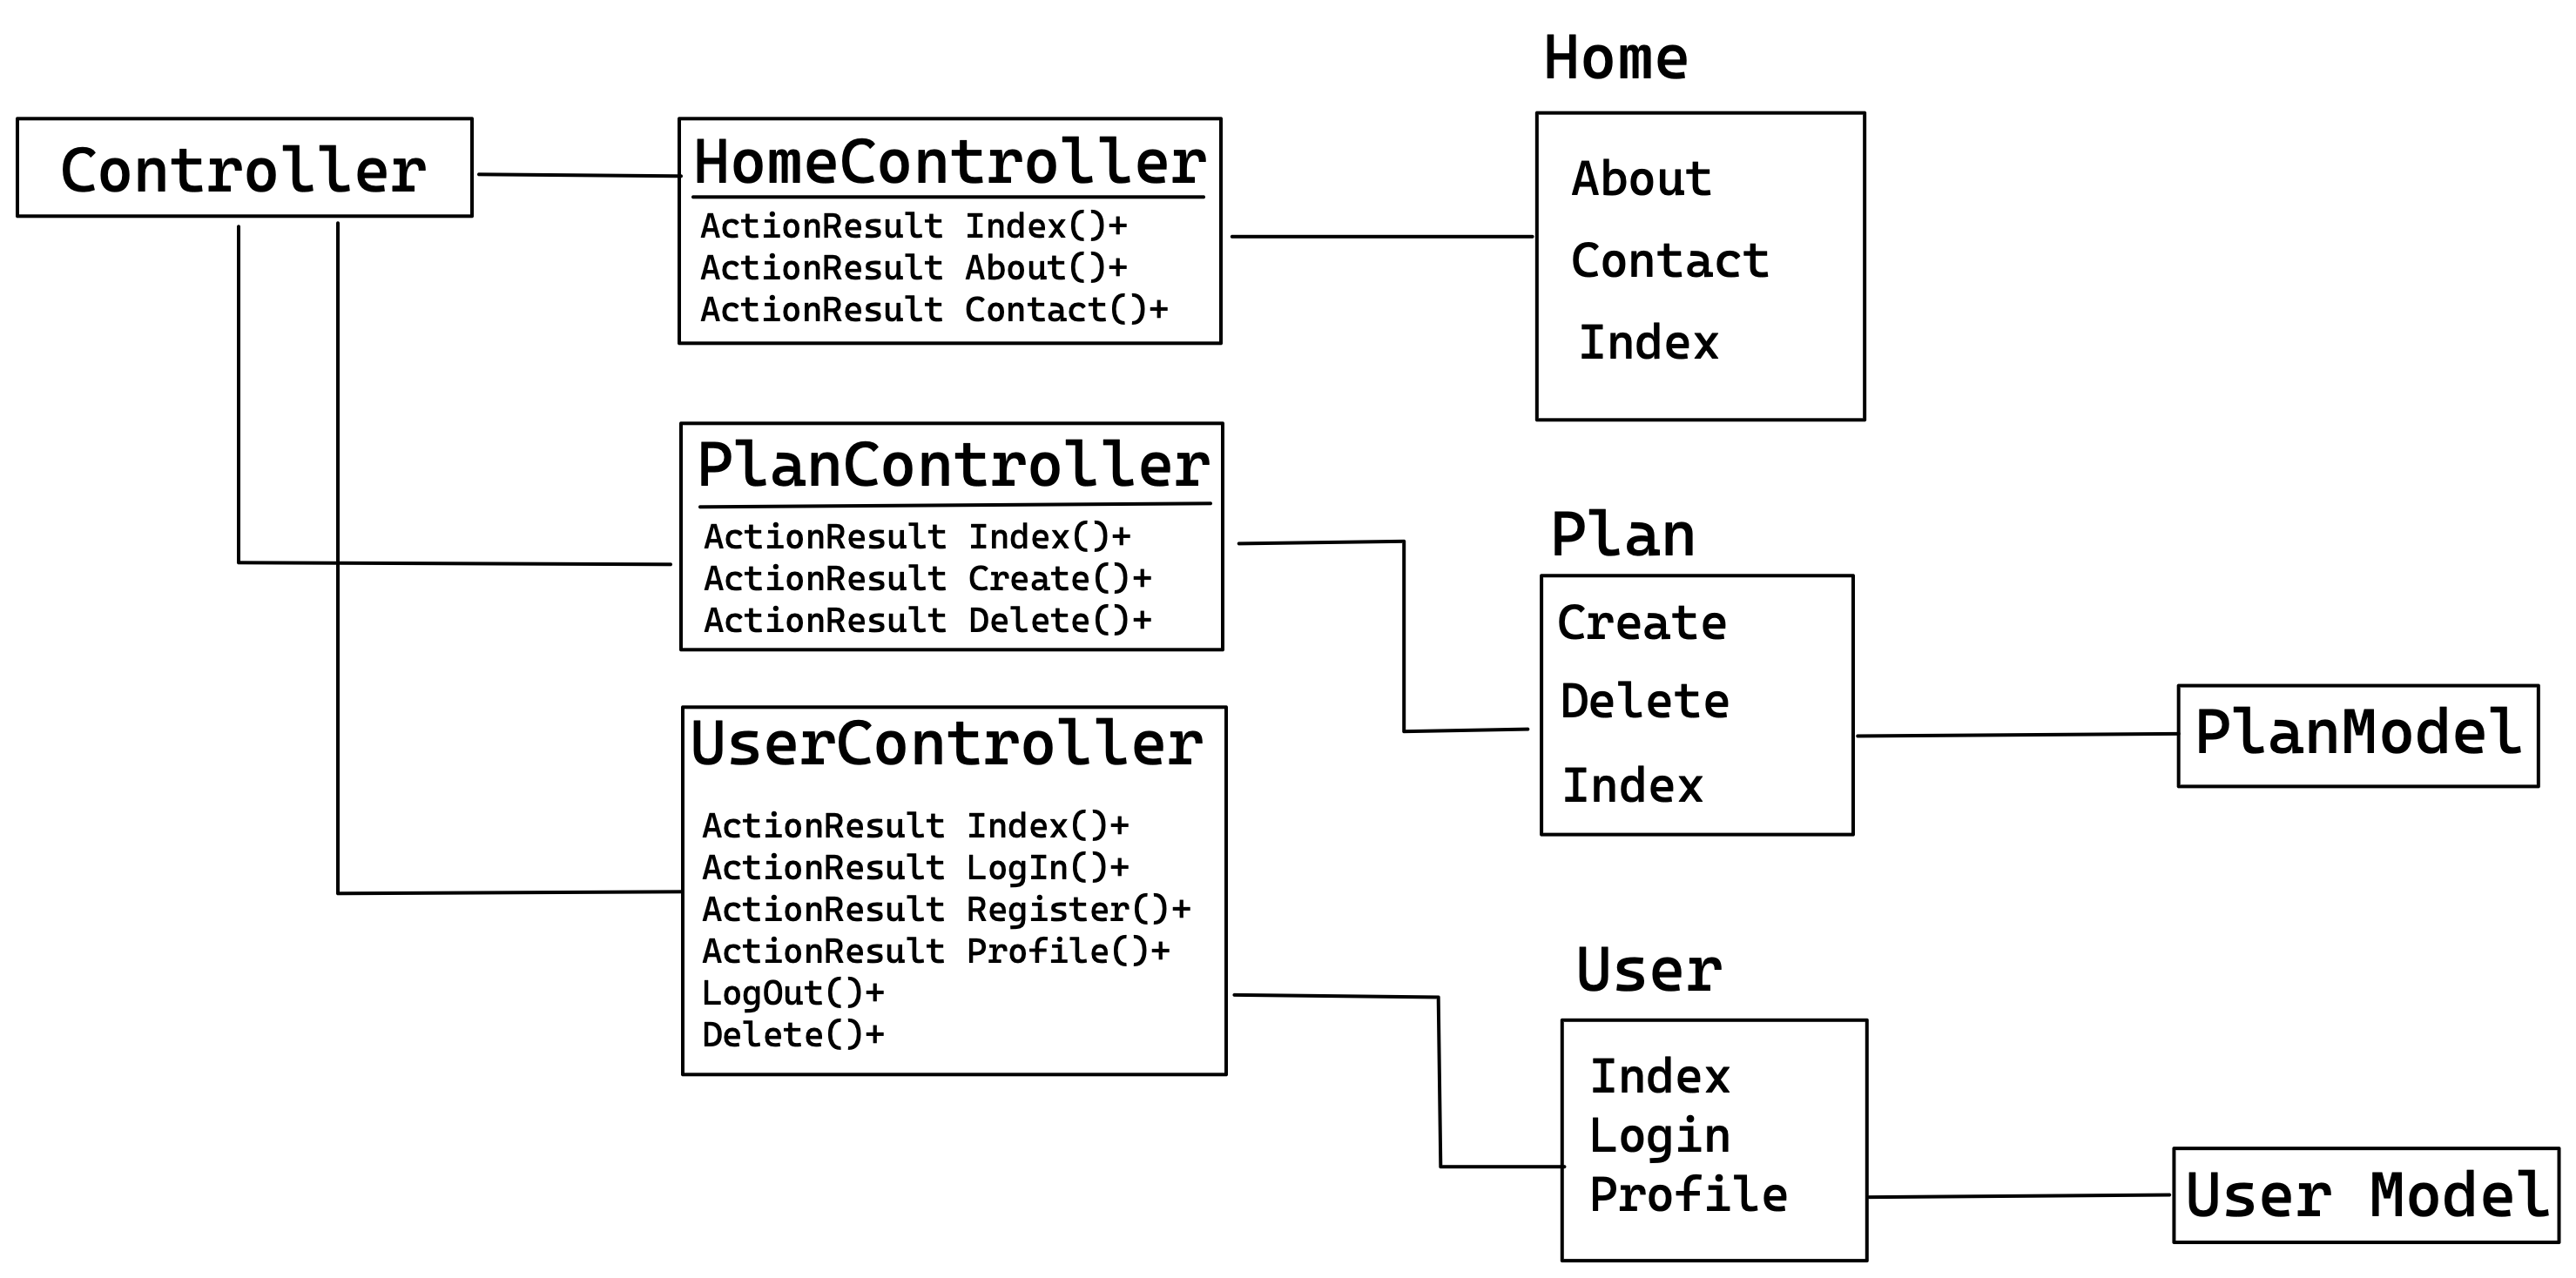 Controller
HomeController
ActionResult Index()+
ActionResult About()+
ActionResult Contact()+
Home
About
Contact
Index
PlanController
ActionResult Index()+
ActionResult Create()+
ActionResult Delete()+
Plan
Create
Delete
Index
PlanModel
UserController
ActionResult Index()+
ActionResult LogIn()+
ActionResult Register()+
ActionResult Profile()+
LogOut()+
Delete()+
User
Index
Login
Profile
User Model